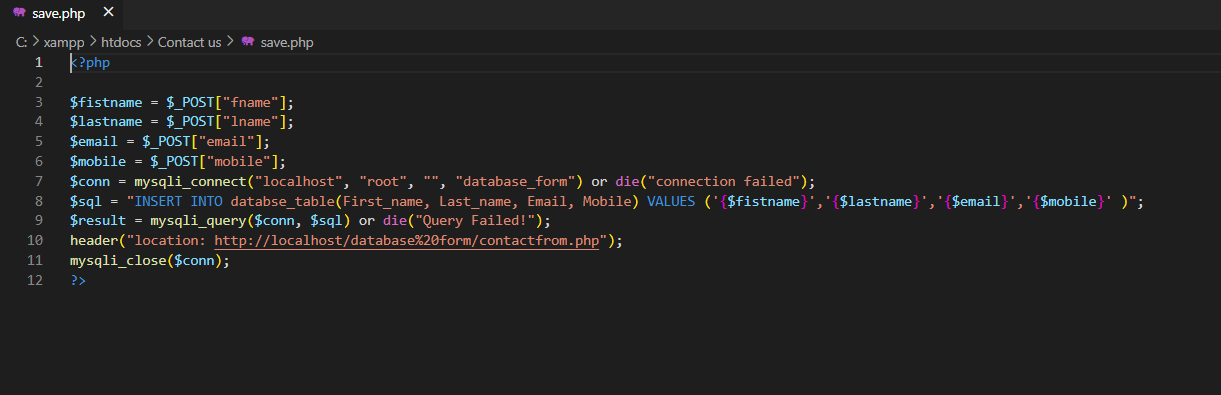 save.php ×
C: > xampp > htdocs > Contact us > save.php
1 <?php
2
3 $fistname = $_POST["fname"];
4 $lastname = $_POST["lname"];
5 $email = $_POST["email"];
6 $mobile = $_POST["mobile"];
7 $conn = mysqli_connect("localhost", "root", "", "database_form") or die("connection failed");
8 $sql = "INSERT INTO databse_table(First_name, Last_name, Email, Mobile) VALUES ('{$fistname}','{$lastname}','{$email}','{$mobile}' )";
9 $result = mysqli_query($conn, $sql) or die("Query Failed!");
10 header("location: http://localhost/database%20form/contactfrom.php");
11 mysqli_close($conn);
12 ?>